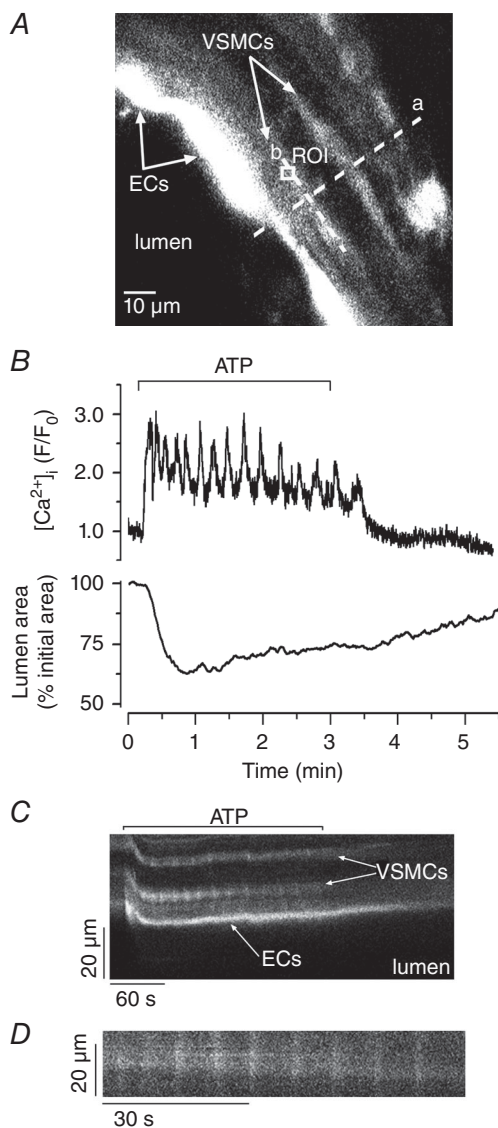 A
VSMCs
a
b ROI
ECs
lumen
10 µm
B
ATP
[Ca²⁺]ᵢ (F/F₀)
3.0
2.0
1.0
Lumen area
(% initial area)
100
75
50
0 1 2 3 4 5
Time (min)
C
ATP
VSMCs
ECs
lumen
20 µm
60 s
D
20 µm
30 s